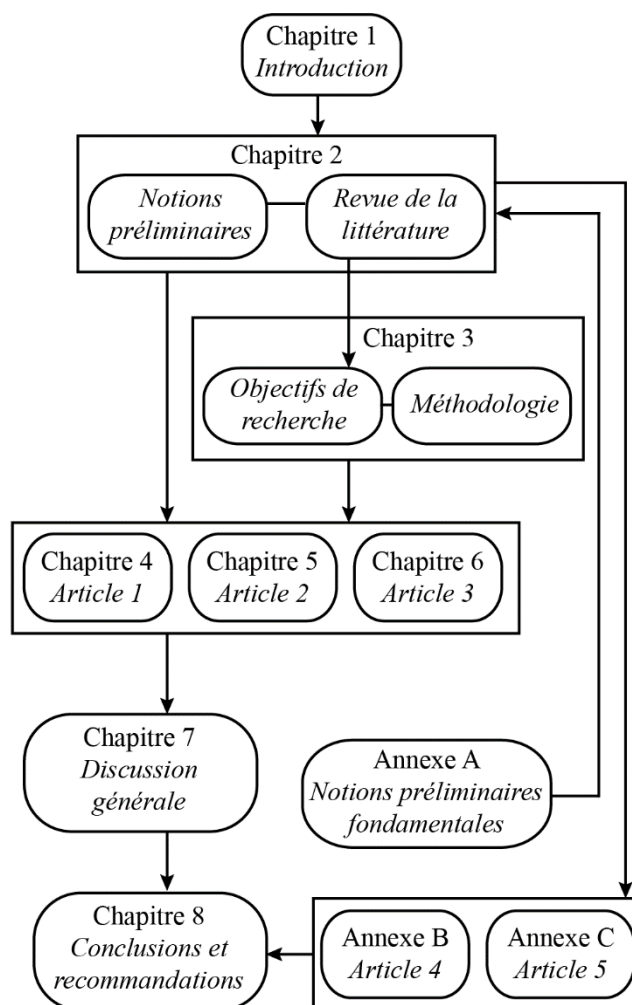 Chapitre 1
Introduction
Chapitre 2
Notions
préliminaires
Revue de la
littérature
Chapitre 3
Objectifs de
recherche
Méthodologie
Chapitre 4
Article 1
Chapitre 5
Article 2
Chapitre 6
Article 3
Chapitre 7
Discussion
générale
Annexe A
Notions préliminaires
fondamentales
Chapitre 8
Conclusions et
recommandations
Annexe B
Article 4
Annexe C
Article 5